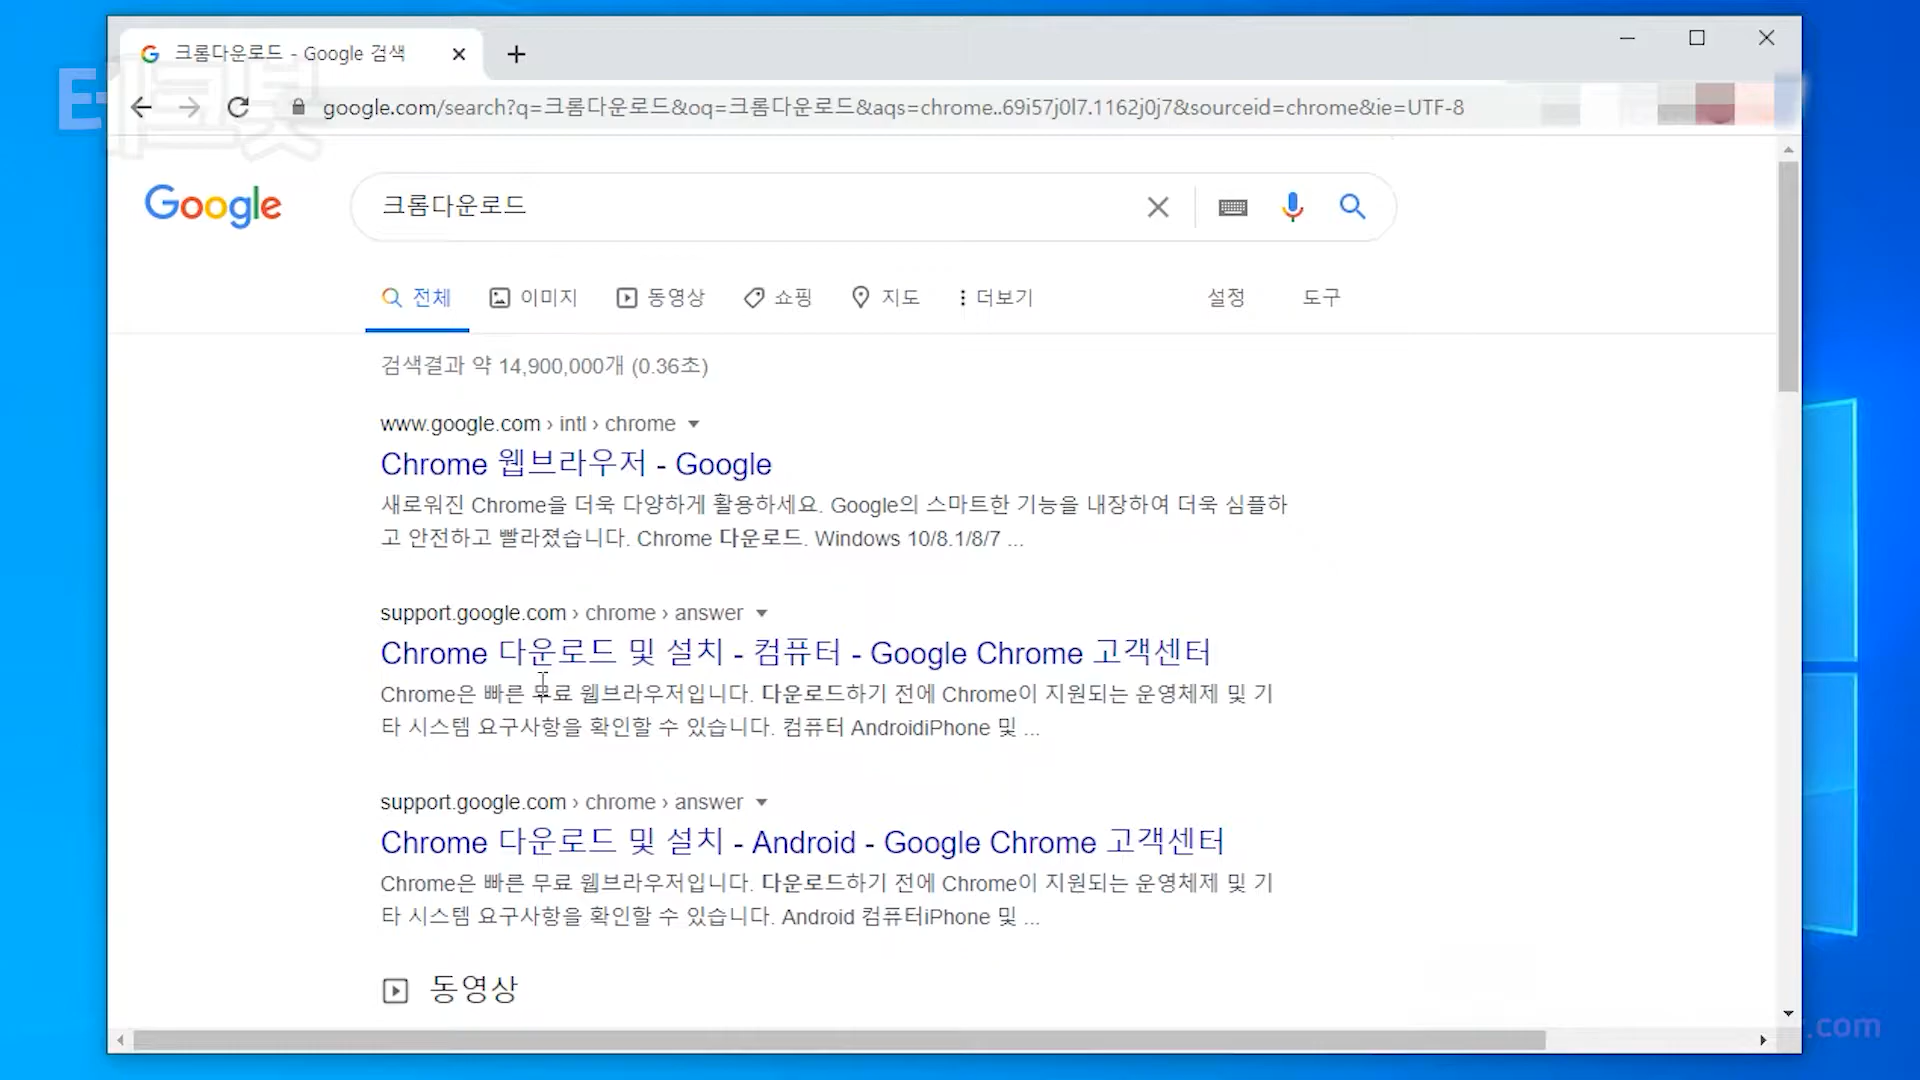 크롬다운로드 - Google 검색
google.com/search?q=크롬다운로드&oq=크롬다운로드&aqs=chrome..69i57j0l7.1162j0j7&sourceid=chrome&ie=UTF-8
Google
크롬다운로드
전체 이미지 동영상 쇼핑 지도 더보기 설정 도구
검색결과 약 14,900,000개 (0.36초)
www.google.com › intl › chrome
Chrome 웹브라우저 - Google
새로워진 Chrome을 더욱 다양하게 활용하세요. Google의 스마트한 기능을 내장하여 더욱 심플하
고 안전하고 빨라졌습니다. Chrome 다운로드. Windows 10/8.1/8/7 ...
support.google.com › chrome › answer
Chrome 다운로드 및 설치 - 컴퓨터 - Google Chrome 고객센터
Chrome은 빠른 무료 웹브라우저입니다. 다운로드하기 전에 Chrome이 지원되는 운영체제 및 기
타 시스템 요구사항을 확인할 수 있습니다. 컴퓨터 AndroidiPhone 및 ...
support.google.com › chrome › answer
Chrome 다운로드 및 설치 - Android - Google Chrome 고객센터
Chrome은 빠른 무료 웹브라우저입니다. 다운로드하기 전에 Chrome이 지원되는 운영체제 및 기
타 시스템 요구사항을 확인할 수 있습니다. Android 컴퓨터iPhone 및 ...
동영상
.com